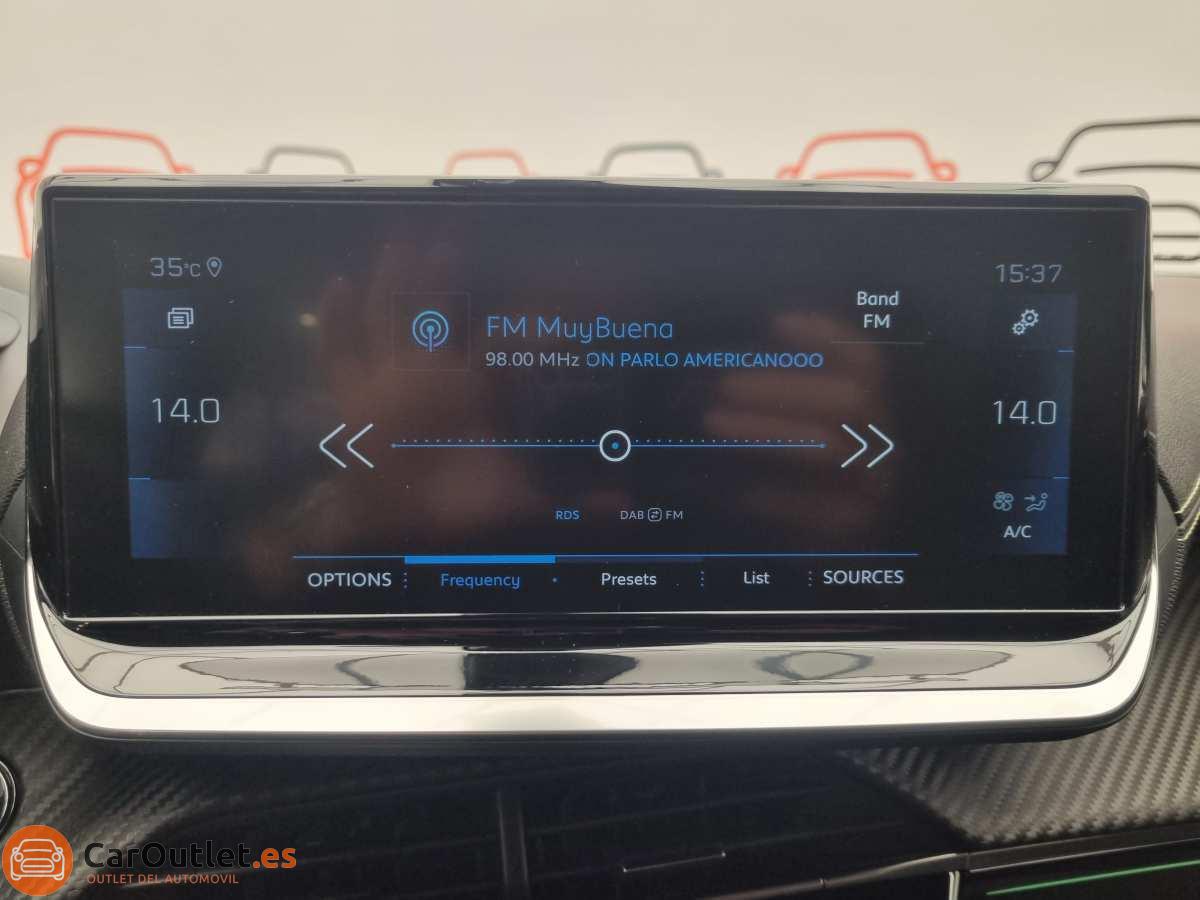 35°C
15:37
Band
FM
FM MuyBuena
98.00 MHz ON PARLO AMERICANOOO
14.0
14.0
RDS
DAB FM
A/C
OPTIONS Frequency Presets List SOURCES
CarOutlet.es
OUTLET DEL AUTOMOVIL